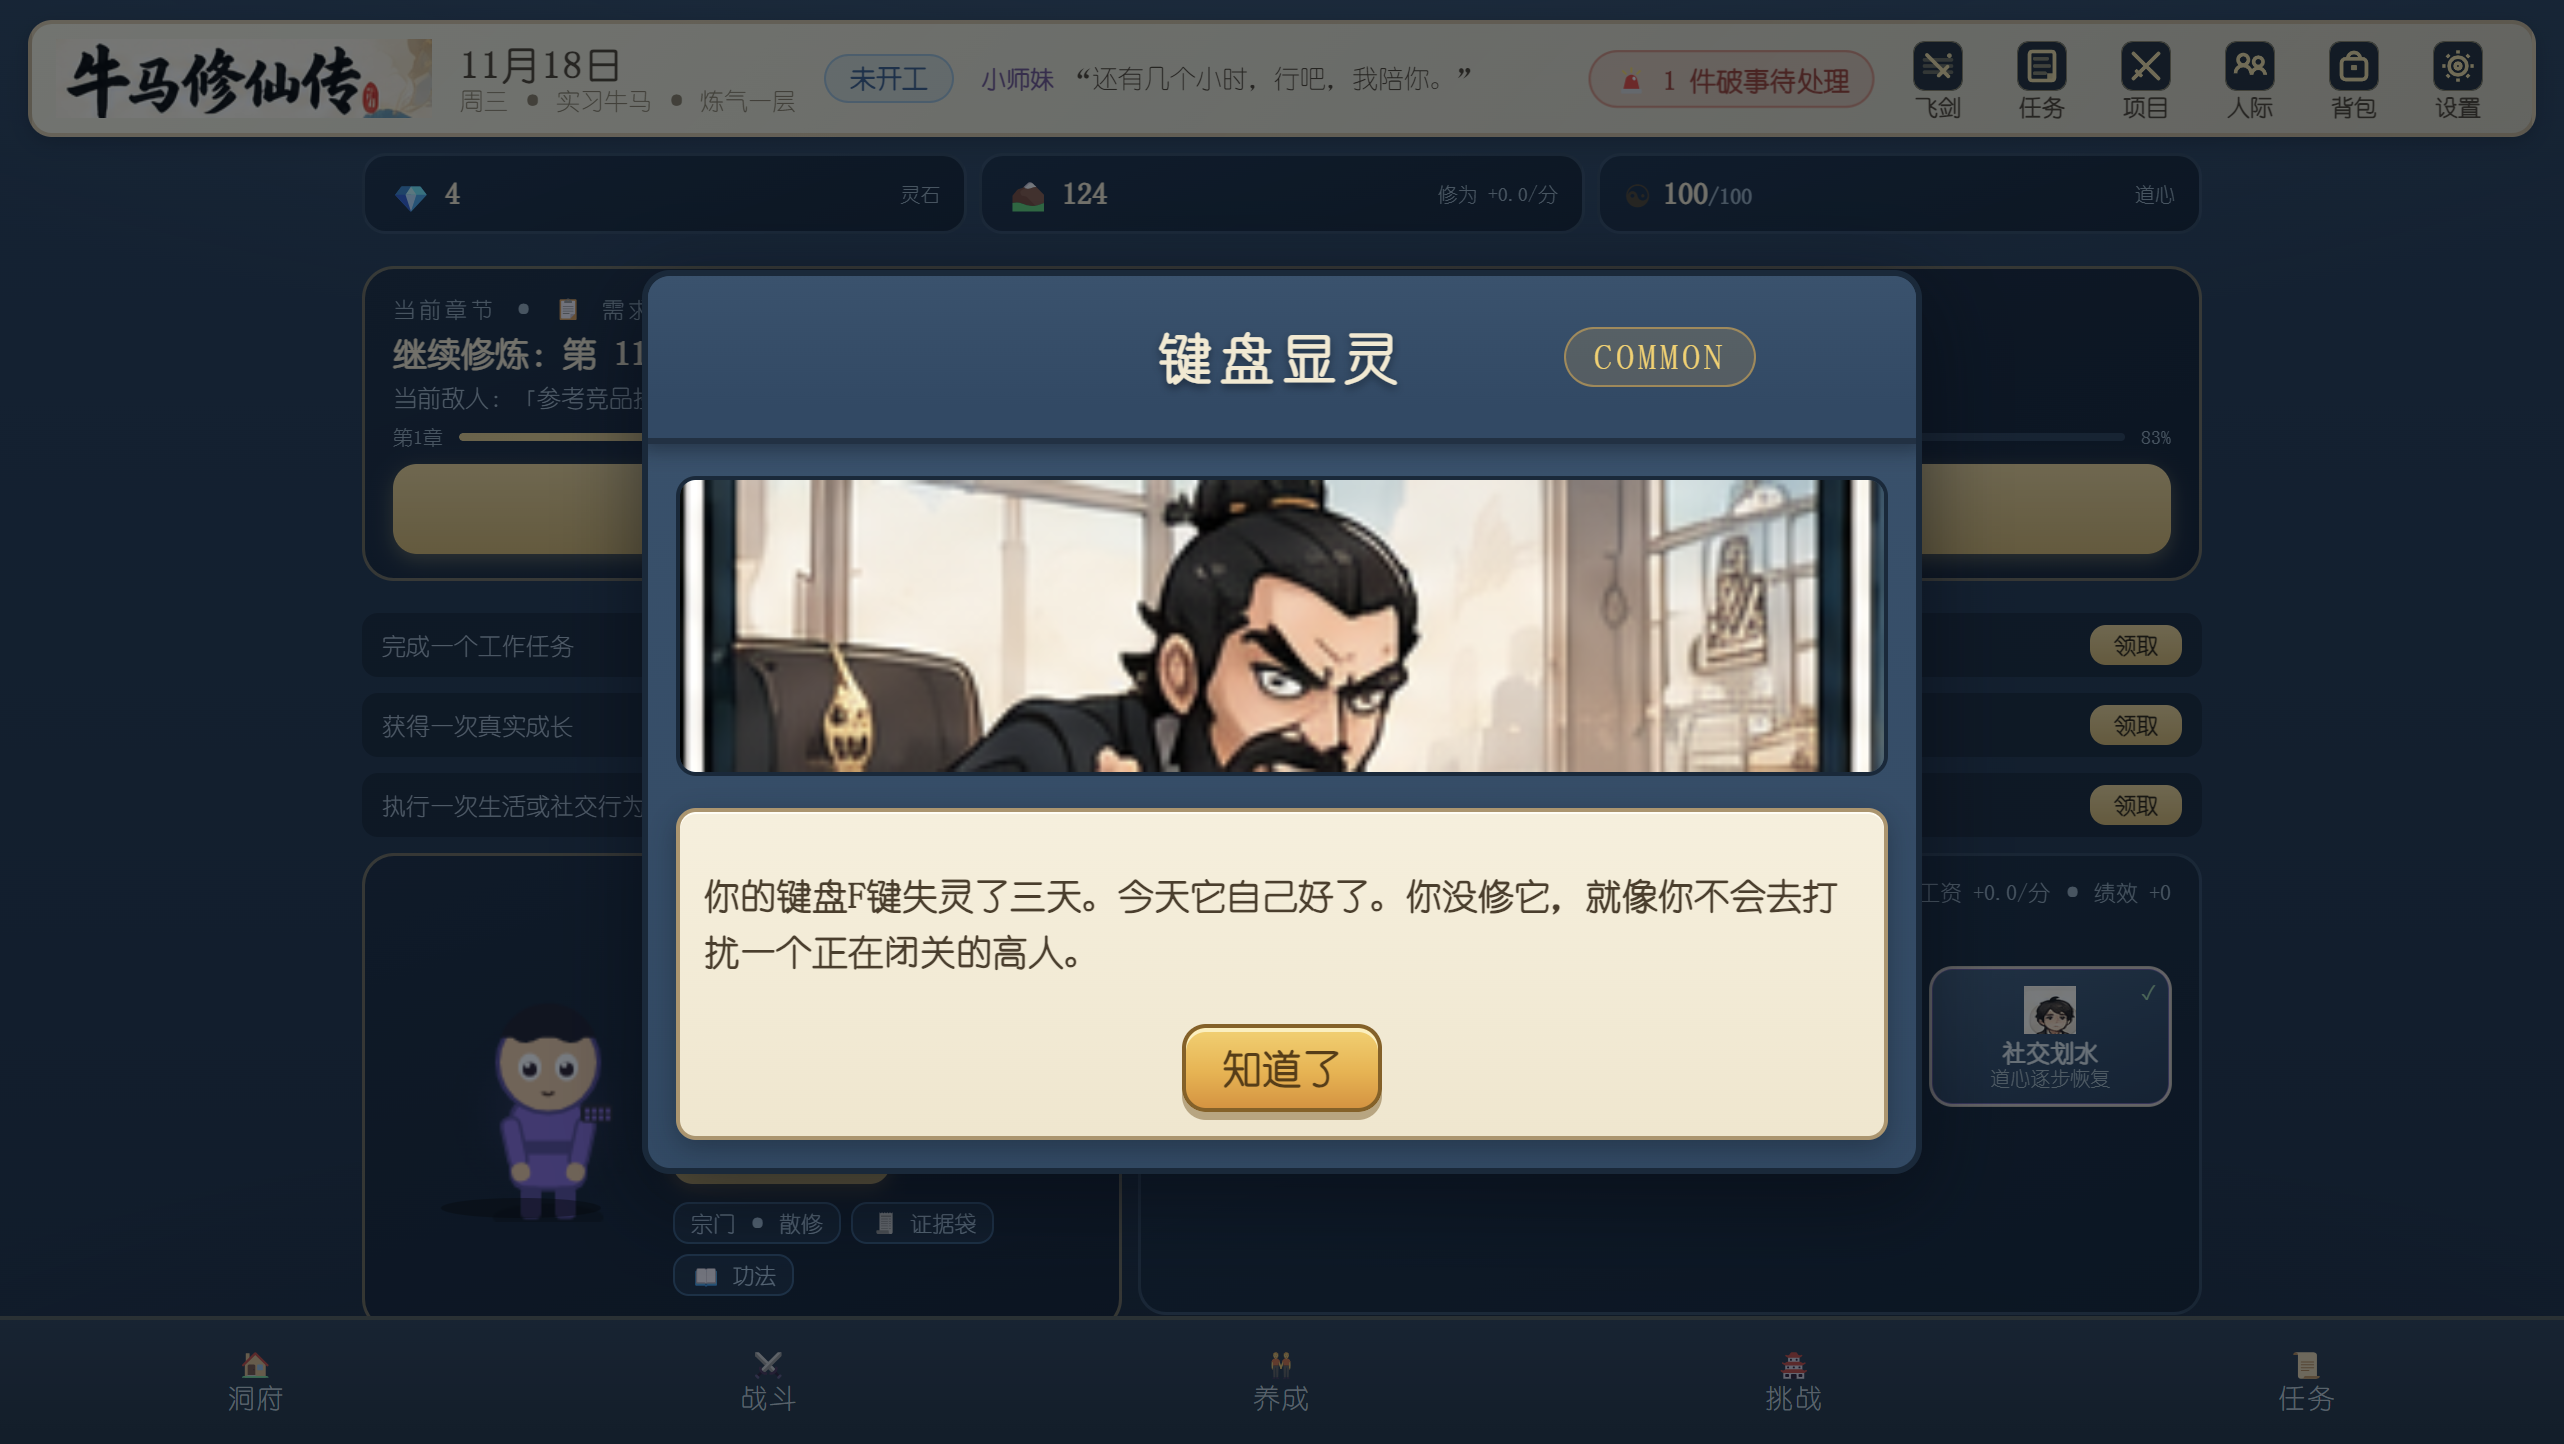 牛马修仙传
11月18日
周三 • 实习牛马 • 炼气一层
未开工
小师妹 “还有几个小时，行吧，我陪你。”
1 件破事待处理
飞剑
任务
项目
人际
背包
设置
4
灵石
124
修为 +0.0/分
100/100
道心
当前章节 • 需求
继续修炼：第 11
当前敌人：「参考竞品
第1章
83%
键盘显灵
COMMON
完成一个工作任务
领取
获得一次真实成长
领取
执行一次生活或社交行为
领取
你的键盘F键失灵了三天。今天它自己好了。你没修它，就像你不会去打
扰一个正在闭关的高人。
知道了
工资 +0.0/分 • 绩效 +0
✓
社交划水
道心逐步恢复
宗门 • 散修
证据袋
功法
洞府
战斗
养成
挑战
任务